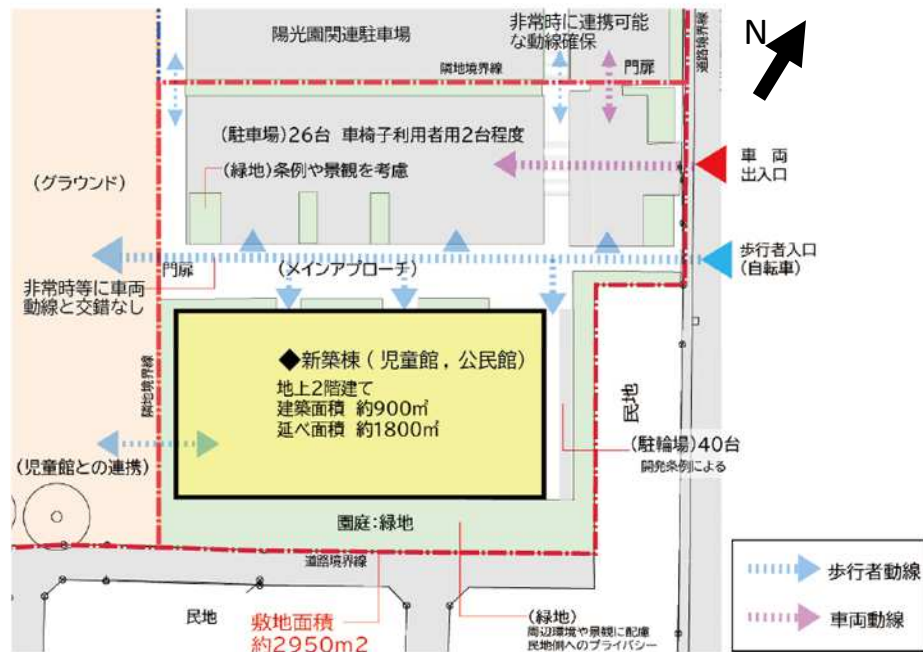 非常時に連携可能
な動線確保
N
陽光園関連駐車場
道路境界線
隣地境界線
門扉
(駐車場)26台 車椅子利用者用2台程度
(緑地)条例や景観を考慮
車 両
出入口
(グラウンド)
歩行者入口
(自転車)
門扉
(メインアプローチ)
非常時等に車両
動線と交錯なし
隣地境界線
◆新築棟(児童館,公民館)
地上2階建て
建築面積 約900㎡
延べ面積 約1800㎡
民地
(駐輪場)40台
開発条例による
(児童館との連携)
園庭:緑地
道路境界線
民地
敷地面積
約2950m2
(緑地)
周辺環境や景観に配慮
民地側へのプライバシー
歩行者動線
車両動線